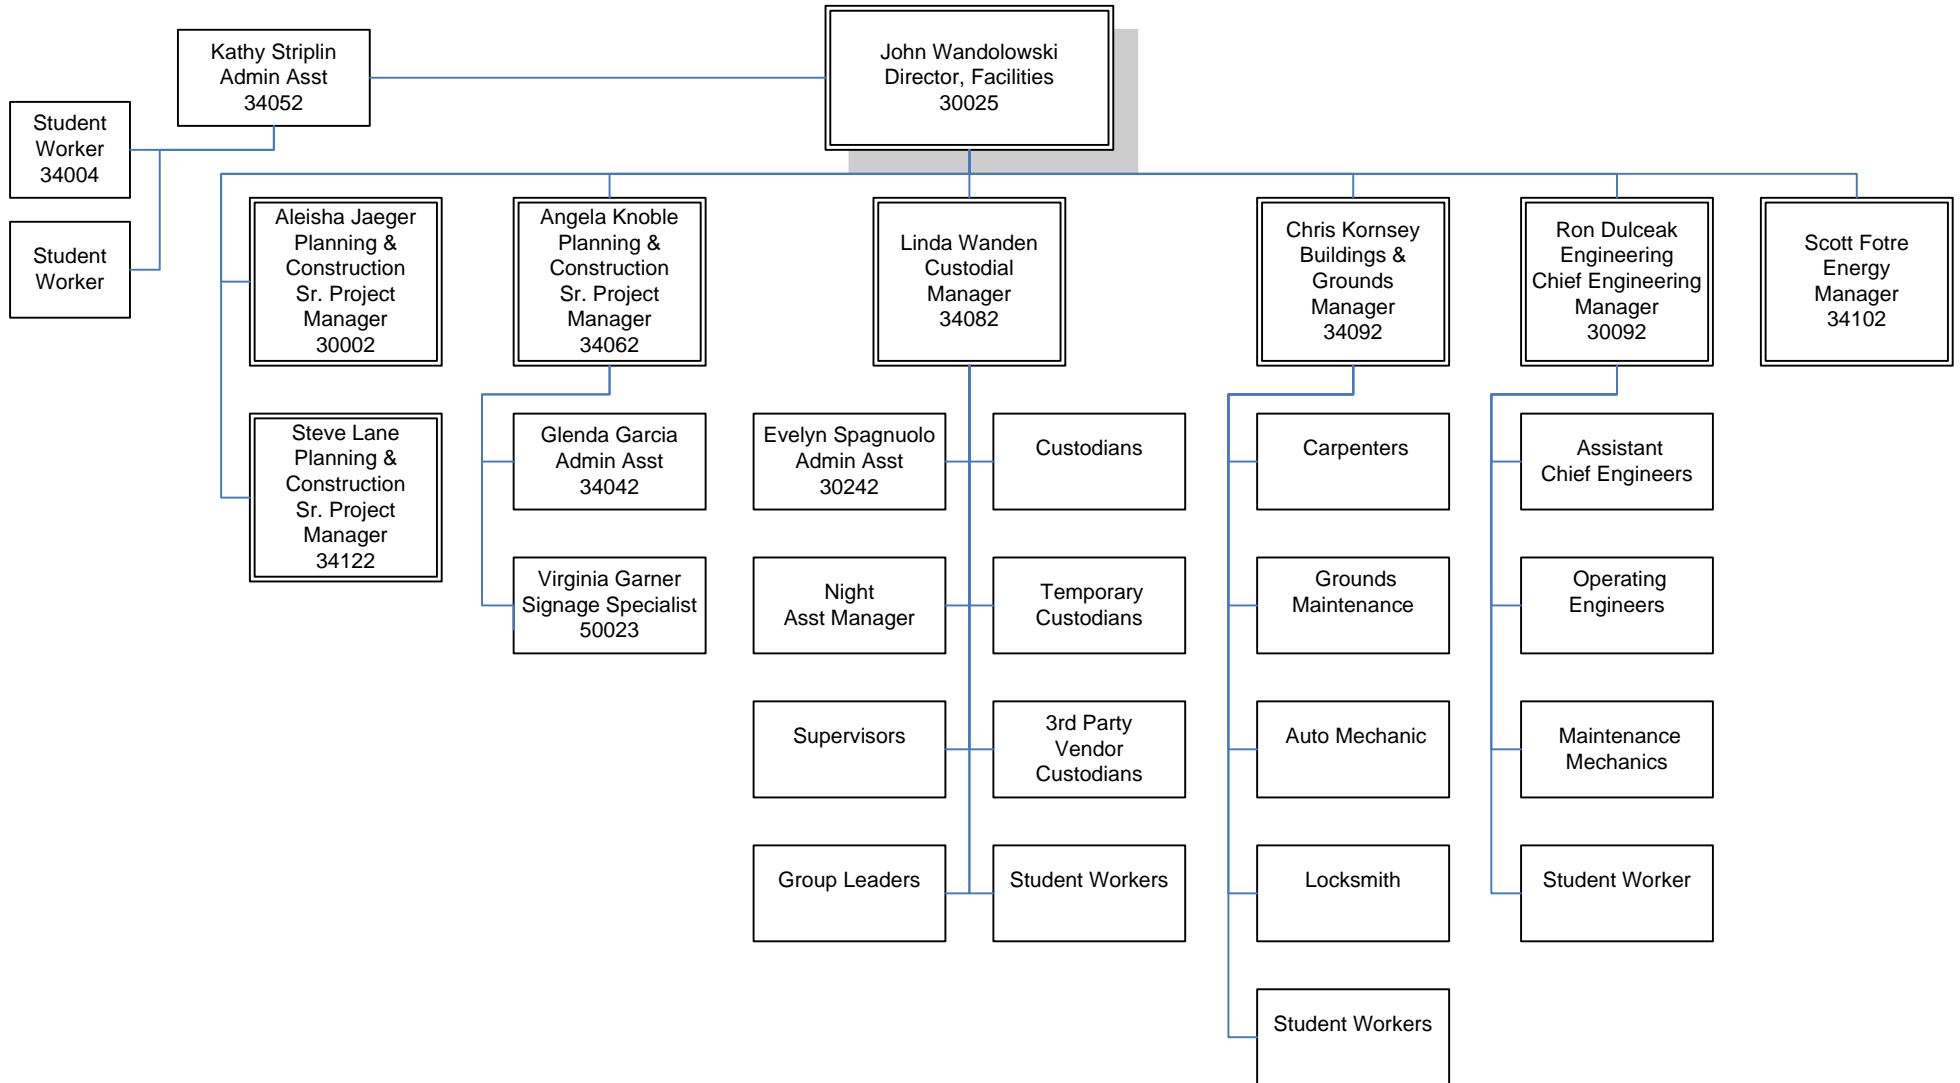 Kathy Striplin
Admin Asst
34052
John Wandolowski
Director, Facilities
30025
Student
Worker
34004
Student
Worker
Aleisha Jaeger
Planning &
Construction
Sr. Project
Manager
30002
Angela Knoble
Planning &
Construction
Sr. Project
Manager
34062
Linda Wanden
Custodial
Manager
34082
Chris Kornsey
Buildings &
Grounds
Manager
34092
Ron Dulceak
Engineering
Chief Engineering
Manager
30092
Scott Fotre
Energy
Manager
34102
Steve Lane
Planning &
Construction
Sr. Project
Manager
34122
Glenda Garcia
Admin Asst
34042
Evelyn Spagnuolo
Admin Asst
30242
Custodians
Carpenters
Assistant
Chief Engineers
Virginia Garner
Signage Specialist
50023
Night
Asst Manager
Temporary
Custodians
Grounds
Maintenance
Operating
Engineers
Supervisors
3rd Party
Vendor
Custodians
Auto Mechanic
Maintenance
Mechanics
Group Leaders
Student Workers
Locksmith
Student Worker
Student Workers